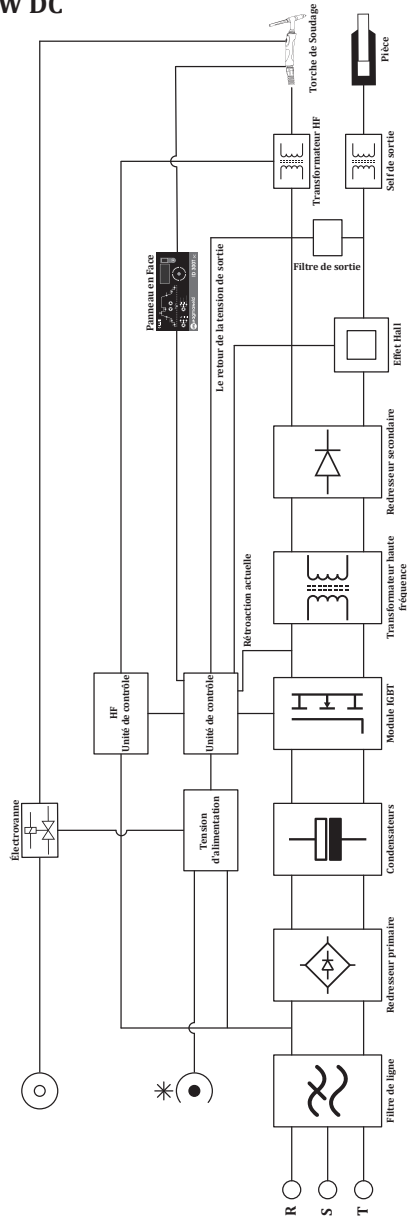 W DC
Torche de Soudage
Pièce
Transformateur HF
Self de sortie
Filtre de sortie
Panneau en Face
ID 300T
Le retour de la tension de sortie
Effet Hall
Redresseur secondaire
Transformateur haute
fréquence
Rétroaction actuelle
HF
Unité de contrôle
Unité de contrôle
Module IGBT
Électrovanne
Tension
d'alimentation
Condensateurs
Redresseur primaire
Filtre de ligne
R
S
T